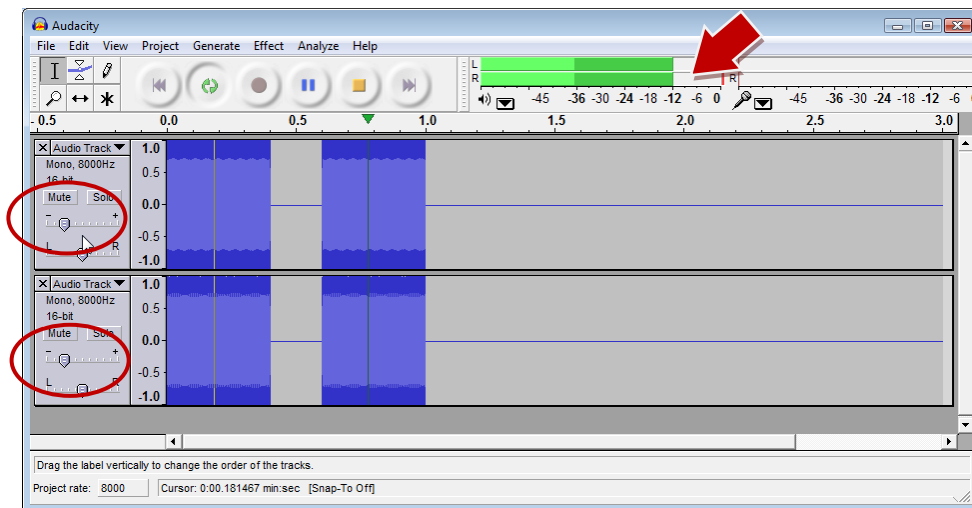 Audacity
File Edit View Project Generate Effect Analyze Help
L
R
R
-45 -36 -30 -24 -18 -12 -6 0
-45 -36 -30 -24 -18 -12 -6
- 0.5 0.0 0.5 1.0 1.5 2.0 2.5 3.0
Audio Track
Mono, 8000Hz
16-bit
Mute Solo
- +
L R
1.0
0.5
0.0
-0.5
-1.0
Audio Track
Mono, 8000Hz
16-bit
Mute Solo
- +
L R
1.0
0.5
0.0
-0.5
-1.0
Drag the label vertically to change the order of the tracks.
Project rate: 8000 Cursor: 0:00.181467 min:sec [Snap-To Off]